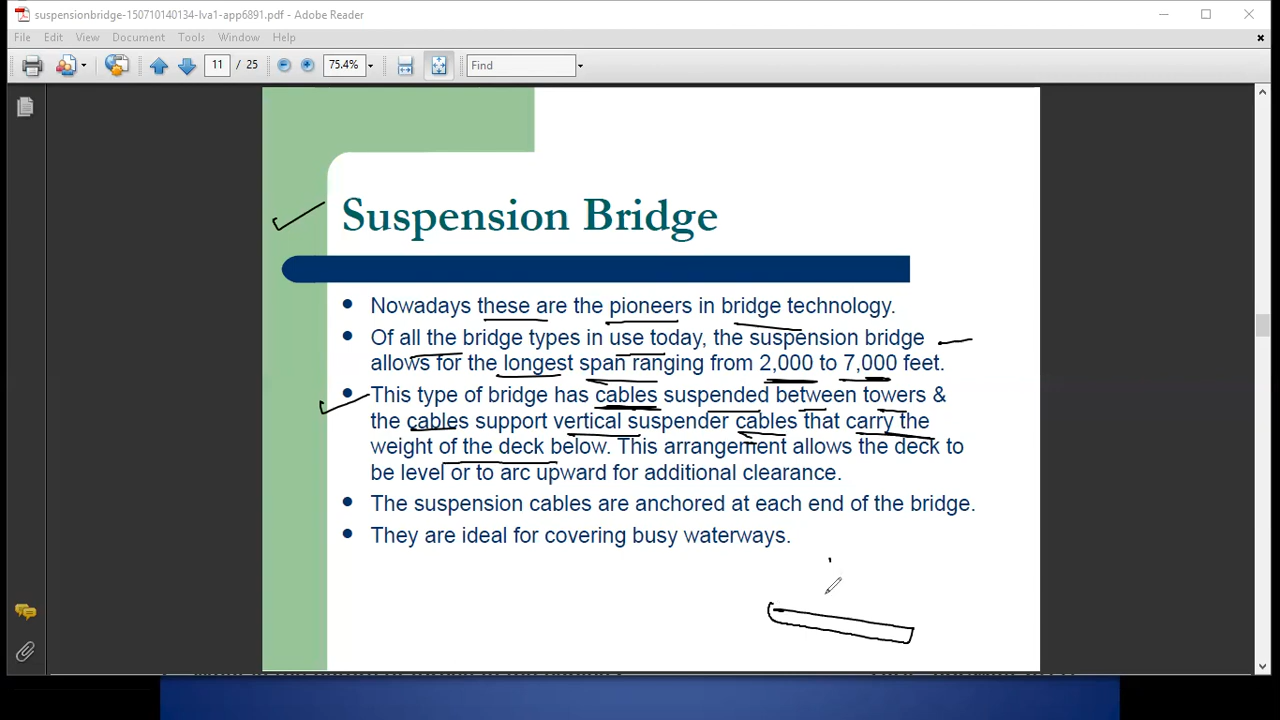 suspensionbridge-150710140134-lva1-app6891.pdf - Adobe Reader
File Edit View Document Tools Window Help
11 / 25 75.4% Find
Suspension Bridge
• Nowadays these are the pioneers in bridge technology.
• Of all the bridge types in use today, the suspension bridge
allows for the longest span ranging from 2,000 to 7,000 feet.
• This type of bridge has cables suspended between towers &
the cables support vertical suspender cables that carry the
weight of the deck below. This arrangement allows the deck to
be level or to arc upward for additional clearance.
• The suspension cables are anchored at each end of the bridge.
• They are ideal for covering busy waterways.